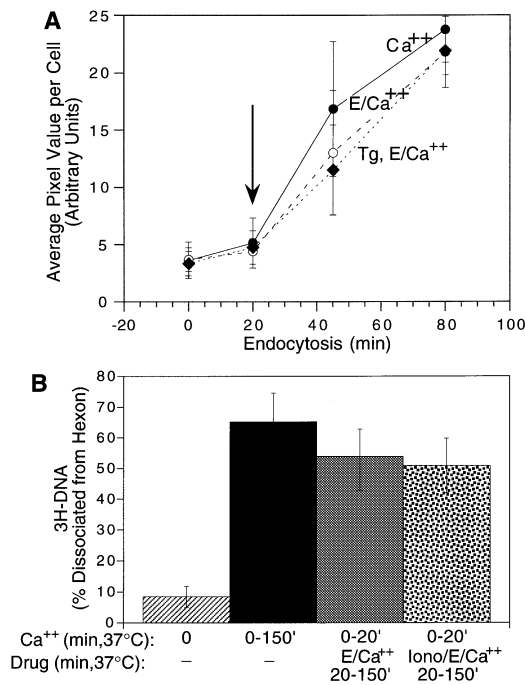 A
Average Pixel Value per Cell
(Arbitrary Units)
25
20
15
10
5
0
Ca++
E/Ca++
Tg, E/Ca++
-20 0 20 40 60 80 100
Endocytosis (min)
B
3H-DNA
(% Dissociated from Hexon)
80
70
60
50
40
30
20
10
0
Ca++ (min,37°C): 0 0-150' 0-20' 0-20'
Drug (min,37°C): – – E/Ca++ Iono/E/Ca++
20-150' 20-150'